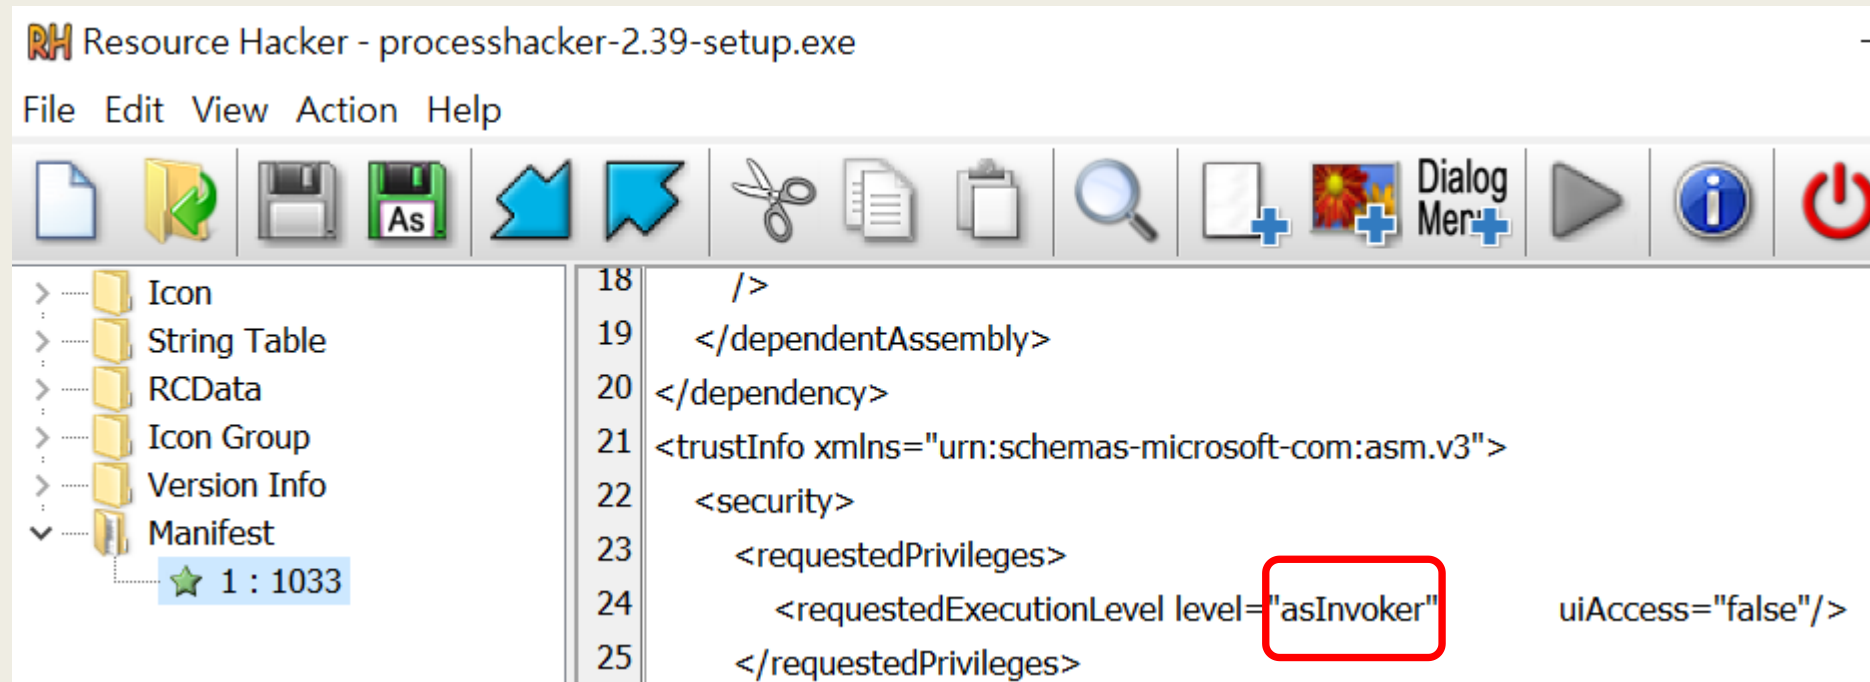 RH Resource Hacker - processhacker-2.39-setup.exe
File Edit View Action Help
As
Dialog
Menu
Icon
String Table
RCData
Icon Group
Version Info
Manifest
1 : 1033
18 />
19 </dependentAssembly>
20 </dependency>
21 <trustInfo xmlns="urn:schemas-microsoft-com:asm.v3">
22 <security>
23 <requestedPrivileges>
24 <requestedExecutionLevel level="asInvoker" uiAccess="false"/>
25 </requestedPrivileges>